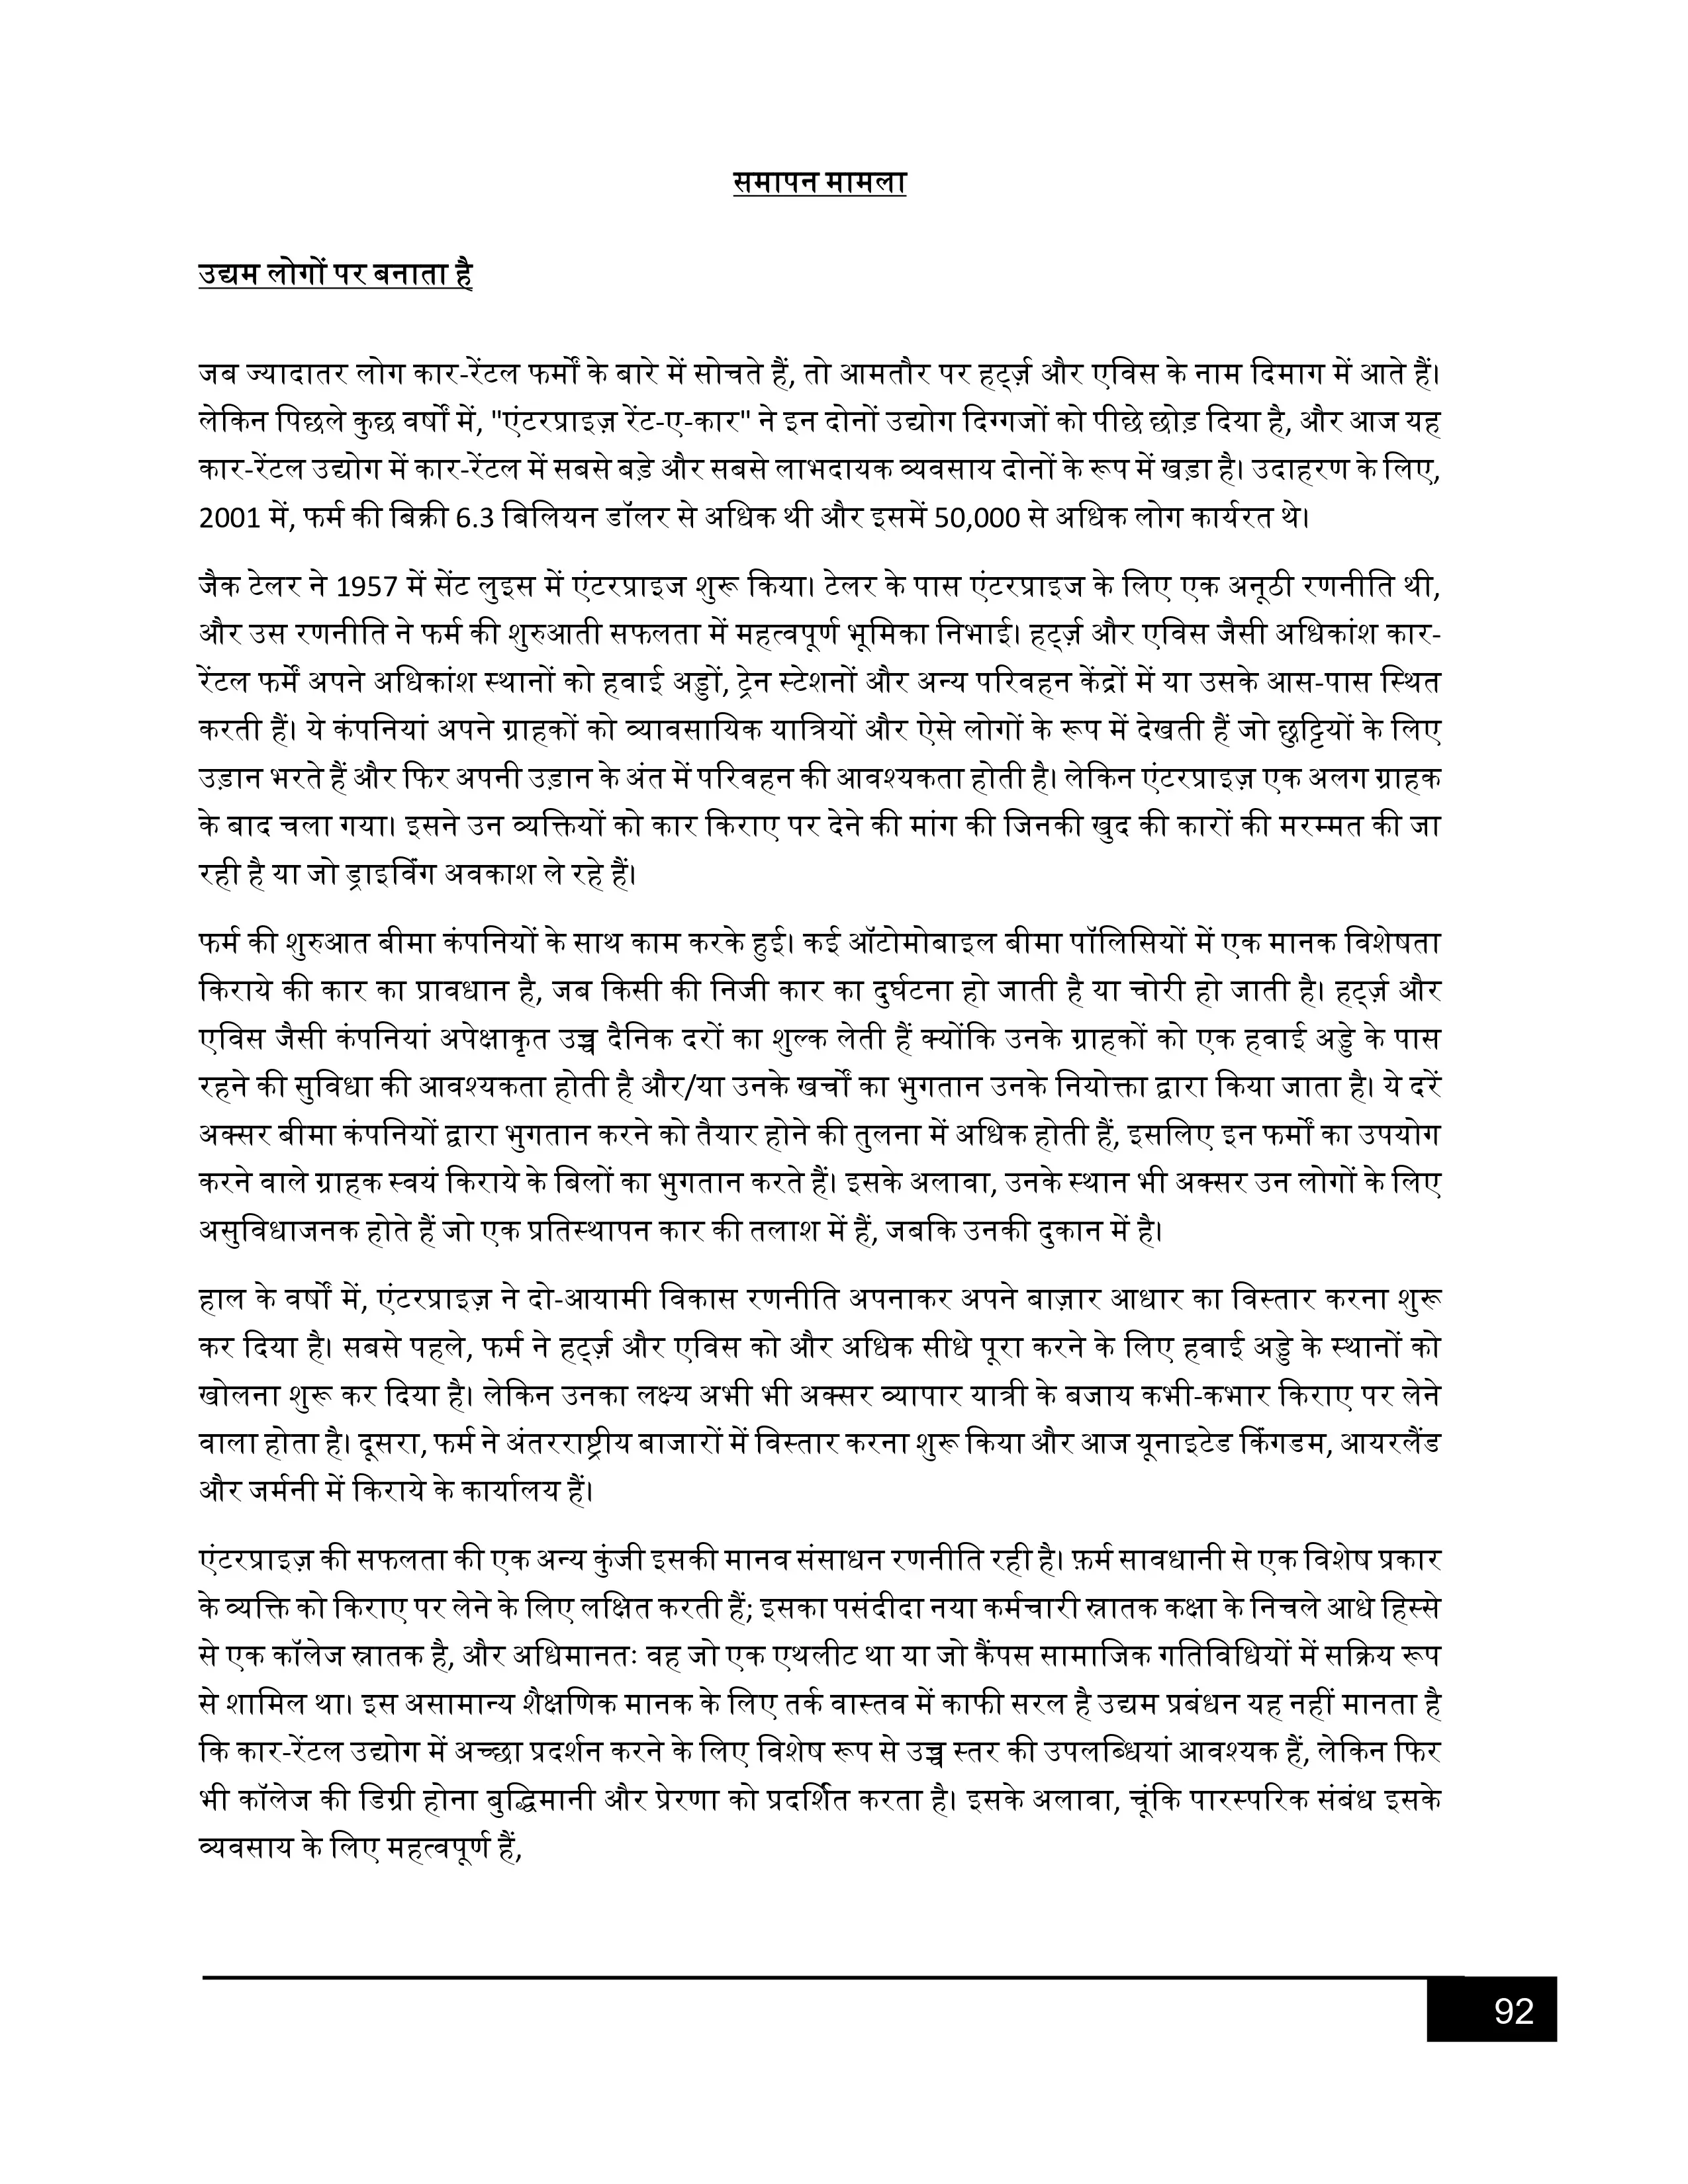 समापन मामला
उद्यम लोगों पर बनाता है
जब ज्यादातर लोग कार-रेंटल फर्मों के बारे में सोचते हैं, तो आमतौर पर हर्ट्ज़ और एविस के नाम दिमाग में आते हैं।
लेकिन पिछले कुछ वर्षों में, "एंटरप्राइज़ रेंट-ए-कार" ने इन दोनों उद्योग दिग्गजों को पीछे छोड़ दिया है, और आज यह
कार-रेंटल उद्योग में कार-रेंटल में सबसे बड़े और सबसे लाभदायक व्यवसाय दोनों के रूप में खड़ा है। उदाहरण के लिए,
2001 में, फर्म की बिक्री 6.3 बिलियन डॉलर से अधिक थी और इसमें 50,000 से अधिक लोग कार्यरत थे।
जैक टेलर ने 1957 में सेंट लुइस में एंटरप्राइज शुरू किया। टेलर के पास एंटरप्राइज के लिए एक अनूठी रणनीति थी,
और उस रणनीति ने फर्म की शुरुआती सफलता में महत्वपूर्ण भूमिका निभाई। हर्ट्ज़ और एविस जैसी अधिकांश कार-
रेंटल फर्में अपने अधिकांश स्थानों को हवाई अड्डों, ट्रेन स्टेशनों और अन्य परिवहन केंद्रों में या उसके आस-पास स्थित
करती हैं। ये कंपनियां अपने ग्राहकों को व्यावसायिक यात्रियों और ऐसे लोगों के रूप में देखती हैं जो छुट्टियों के लिए
उड़ान भरते हैं और फिर अपनी उड़ान के अंत में परिवहन की आवश्यकता होती है। लेकिन एंटरप्राइज़ एक अलग ग्राहक
के बाद चला गया। इसने उन व्यक्तियों को कार किराए पर देने की मांग की जिनकी खुद की कारों की मरम्मत की जा
रही है या जो ड्राइविंग अवकाश ले रहे हैं।
फर्म की शुरुआत बीमा कंपनियों के साथ काम करके हुई। कई ऑटोमोबाइल बीमा पॉलिसियों में एक मानक विशेषता
किराये की कार का प्रावधान है, जब किसी की निजी कार का दुर्घटना हो जाती है या चोरी हो जाती है। हर्ट्ज़ और
एविस जैसी कंपनियां अपेक्षाकृत उच्च दैनिक दरों का शुल्क लेती हैं क्योंकि उनके ग्राहकों को एक हवाई अड्डे के पास
रहने की सुविधा की आवश्यकता होती है और/या उनके खर्चों का भुगतान उनके नियोक्ता द्वारा किया जाता है। ये दरें
अक्सर बीमा कंपनियों द्वारा भुगतान करने को तैयार होने की तुलना में अधिक होती हैं, इसलिए इन फर्मों का उपयोग
करने वाले ग्राहक स्वयं किराये के बिलों का भुगतान करते हैं। इसके अलावा, उनके स्थान भी अक्सर उन लोगों के लिए
असुविधाजनक होते हैं जो एक प्रतिस्थापन कार की तलाश में हैं, जबकि उनकी दुकान में है।
हाल के वर्षों में, एंटरप्राइज़ ने दो-आयामी विकास रणनीति अपनाकर अपने बाज़ार आधार का विस्तार करना शुरू
कर दिया है। सबसे पहले, फर्म ने हर्ट्ज़ और एविस को और अधिक सीधे पूरा करने के लिए हवाई अड्डे के स्थानों को
खोलना शुरू कर दिया है। लेकिन उनका लक्ष्य अभी भी अक्सर व्यापार यात्री के बजाय कभी-कभार किराए पर लेने
वाला होता है। दूसरा, फर्म ने अंतरराष्ट्रीय बाजारों में विस्तार करना शुरू किया और आज यूनाइटेड किंगडम, आयरलैंड
और जर्मनी में किराये के कार्यालय हैं।
एंटरप्राइज़ की सफलता की एक अन्य कुंजी इसकी मानव संसाधन रणनीति रही है। फ़र्म सावधानी से एक विशेष प्रकार
के व्यक्ति को किराए पर लेने के लिए लक्षित करती हैं; इसका पसंदीदा नया कर्मचारी स्नातक कक्षा के निचले आधे हिस्से
से एक कॉलेज स्नातक है, और अधिमानतः वह जो एक एथलीट था या जो कैंपस सामाजिक गतिविधियों में सक्रिय रूप
से शामिल था। इस असामान्य शैक्षणिक मानक के लिए तर्क वास्तव में काफी सरल है उद्यम प्रबंधन यह नहीं मानता है
कि कार-रेंटल उद्योग में अच्छा प्रदर्शन करने के लिए विशेष रूप से उच्च स्तर की उपलब्धियां आवश्यक हैं, लेकिन फिर
भी कॉलेज की डिग्री होना बुद्धिमानी और प्रेरणा को प्रदर्शित करता है। इसके अलावा, चूंकि पारस्परिक संबंध इसके
व्यवसाय के लिए महत्वपूर्ण हैं,
92